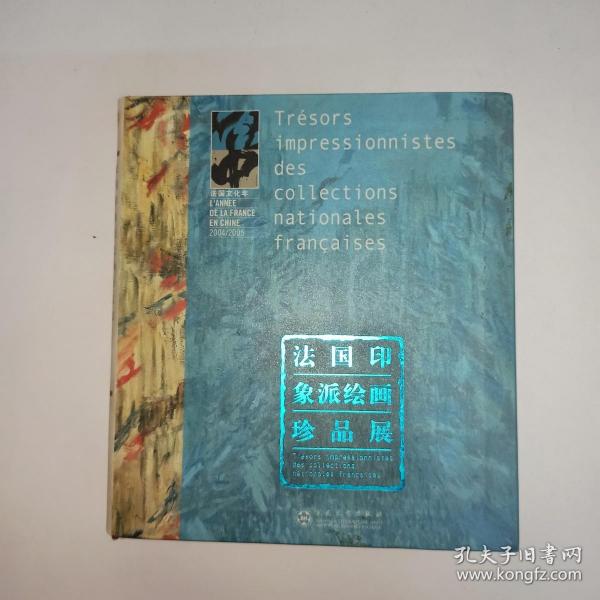 Trésors
impressionnistes
des
collections
nationales
françaises
法国文化年
L'ANNÉE
DE LA FRANCE
EN CHINE
2004/2005
法国印
象派绘画
珍品展
Trésors impressionnistes
des collections
nationales françaises
孔夫子旧书网
www.kongfz.com